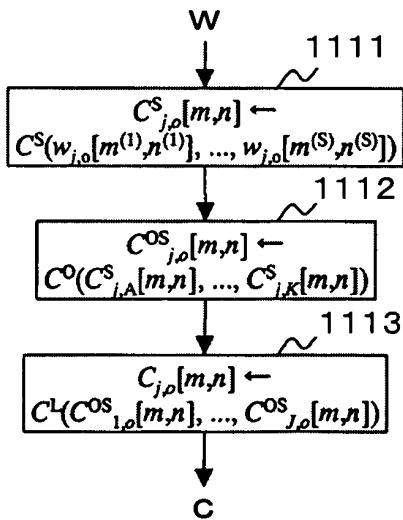 W
1111
C^S_{j,o}[m,n] ←
C^S(w_{j,o}[m^{(1)},n^{(1)}], ..., w_{j,o}[m^{(S)},n^{(S)}])
1112
C^{OS}_{j,o}[m,n] ←
C^O(C^S_{j,A}[m,n], ..., C^S_{j,K}[m,n])
1113
C_{j,o}[m,n] ←
C^L(C^{OS}_{1,o}[m,n], ..., C^{OS}_{J,o}[m,n])
C